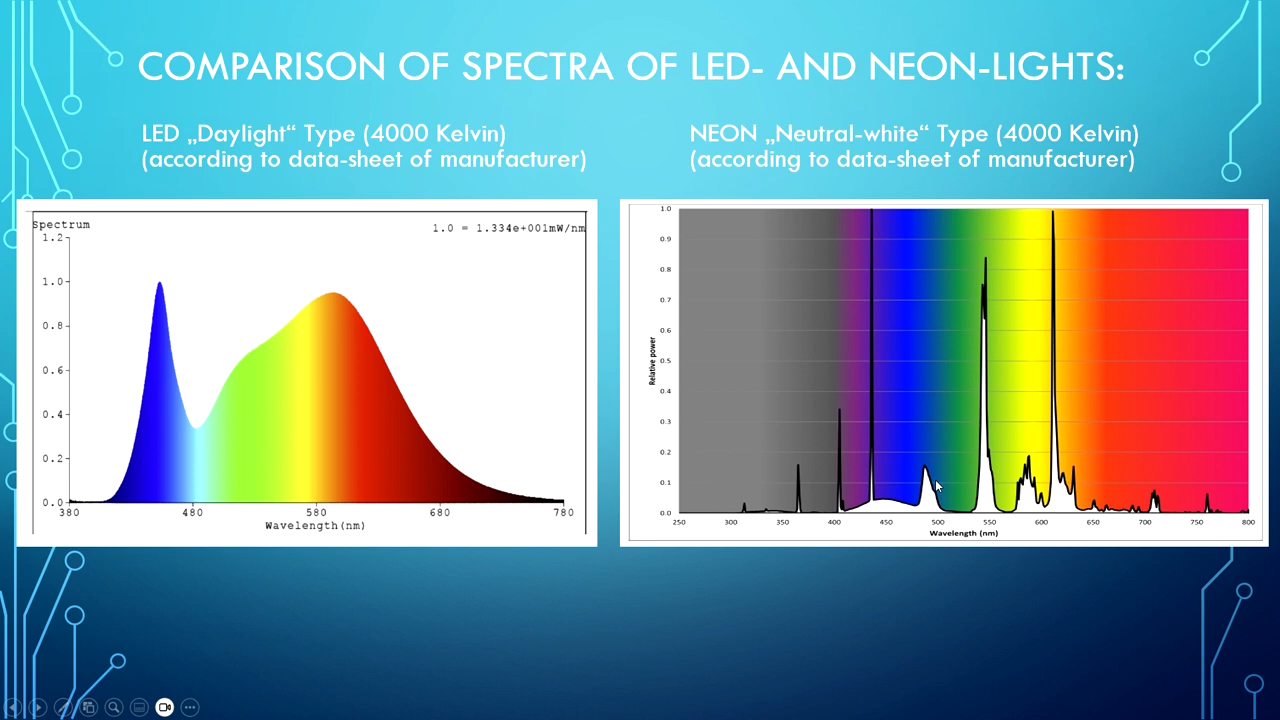 COMPARISON OF SPECTRA OF LED- AND NEON-LIGHTS:
LED „Daylight“ Type (4000 Kelvin)
(according to data-sheet of manufacturer)
NEON „Neutral-white“ Type (4000 Kelvin)
(according to data-sheet of manufacturer)
Spectrum
1.0 = 1.334e+001mW/nm
1.2
1.0
0.8
0.6
0.4
0.2
0.0
380 480 580 680 780
Wavelength(nm)
1.0
0.9
0.8
0.7
0.6
0.5
0.4
0.3
0.2
0.1
0.0
Relative power
250 300 350 400 450 500 550 600 650 700 750 800
Wavelength (nm)